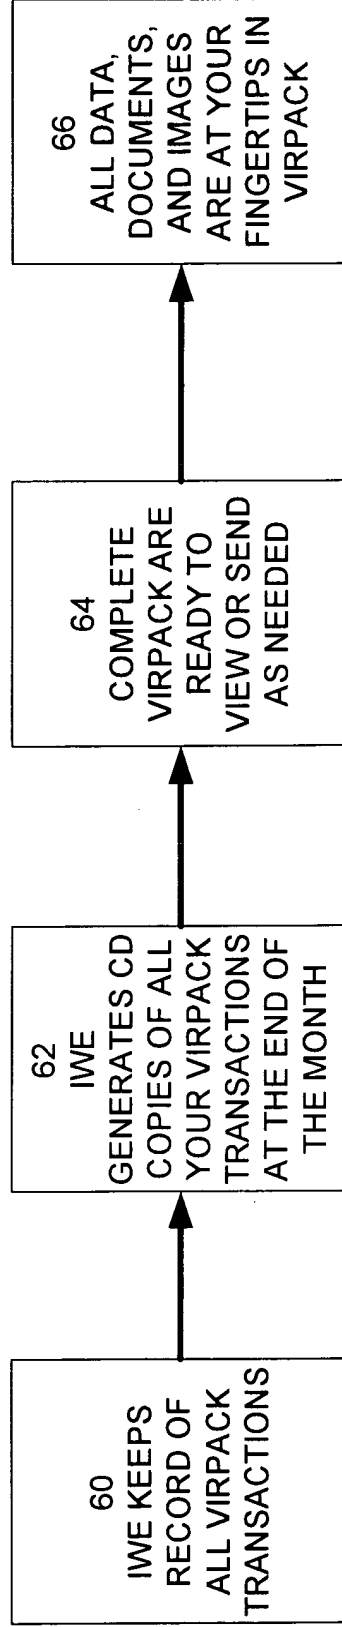 60
IWE KEEPS
RECORD OF
ALL VIRPACK
TRANSACTIONS
62
IWE
GENERATES CD
COPIES OF ALL
YOUR VIRPACK
TRANSACTIONS
AT THE END OF
THE MONTH
64
COMPLETE
VIRPACK ARE
READY TO
VIEW OR SEND
AS NEEDED
66
ALL DATA,
DOCUMENTS,
AND IMAGES
ARE AT YOUR
FINGERTIPS IN
VIRPACK